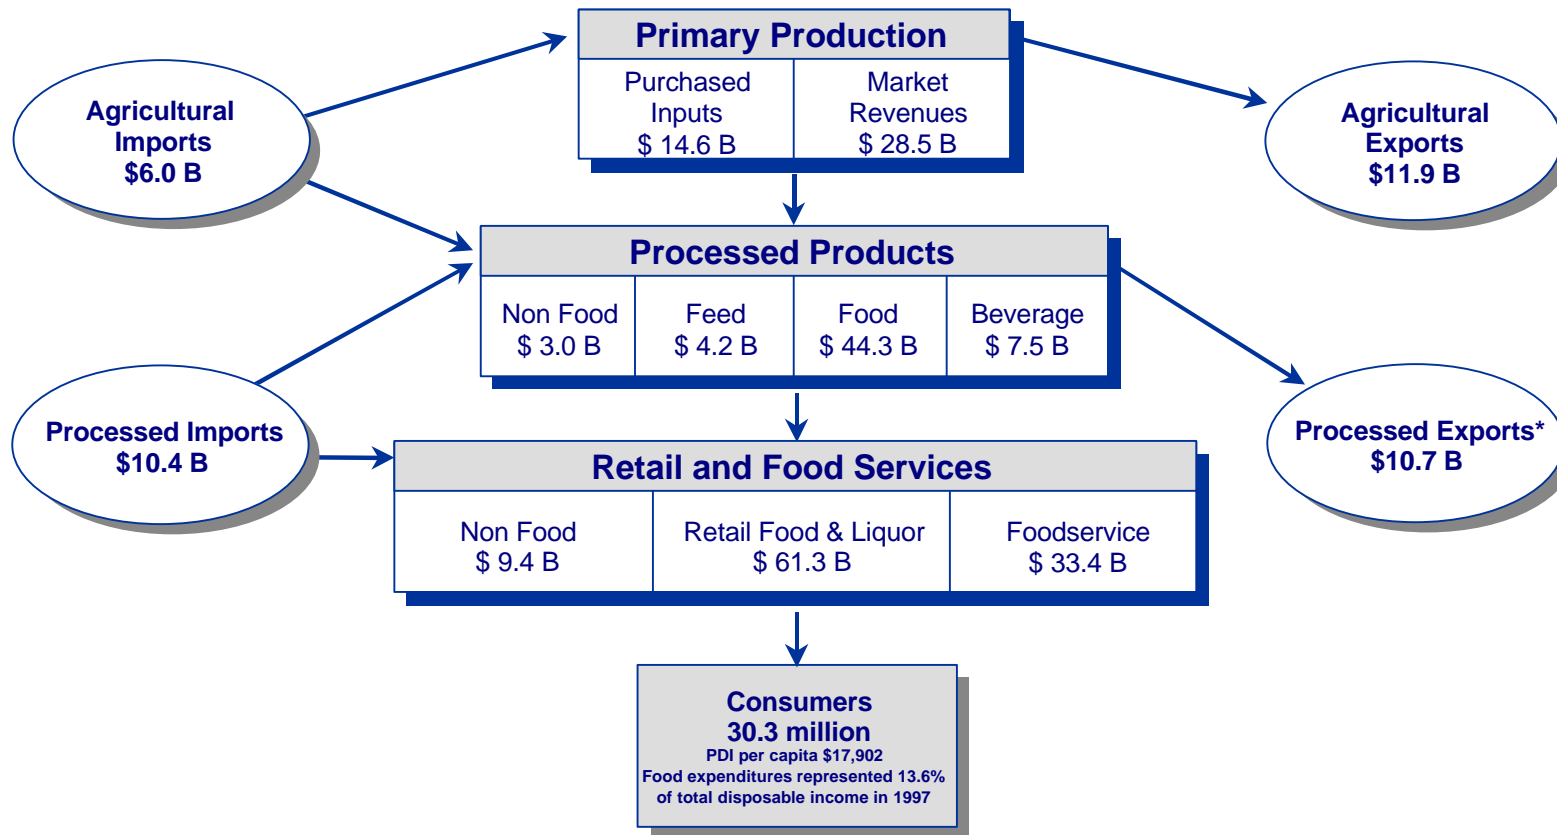 Primary Production
Purchased
Inputs
$ 14.6 B
Market
Revenues
$ 28.5 B
Agricultural
Imports
$6.0 B
Agricultural
Exports
$11.9 B
Processed Products
Non Food
$ 3.0 B
Feed
$ 4.2 B
Food
$ 44.3 B
Beverage
$ 7.5 B
Processed Imports
$10.4 B
Processed Exports*
$10.7 B
Retail and Food Services
Non Food
$ 9.4 B
Retail Food & Liquor
$ 61.3 B
Foodservice
$ 33.4 B
Consumers
30.3 million
PDI per capita $17,902
Food expenditures represented 13.6%
of total disposable income in 1997